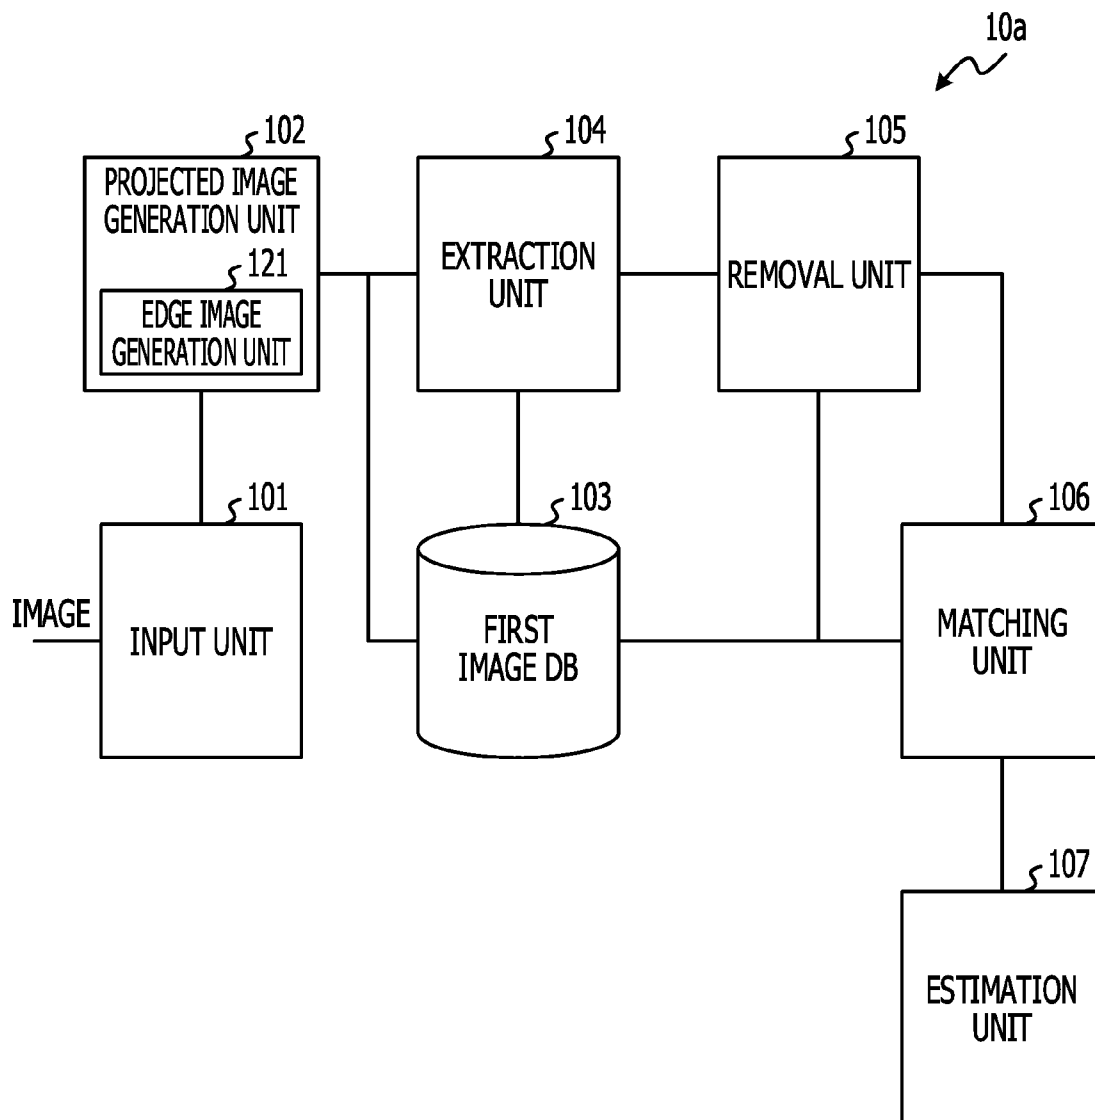 10a
102
104
105
PROJECTED IMAGE
GENERATION UNIT
121
EDGE IMAGE
GENERATION UNIT
EXTRACTION
UNIT
REMOVAL UNIT
101
103
106
IMAGE
INPUT UNIT
FIRST
IMAGE DB
MATCHING
UNIT
107
ESTIMATION
UNIT